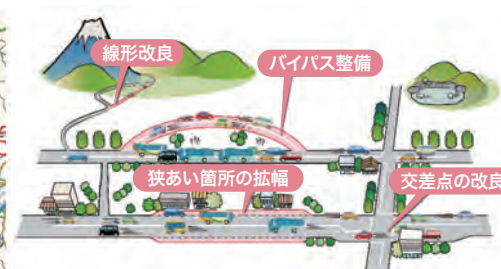 線形改良
バイパス整備
狭あい箇所の拡幅
交差点の改良